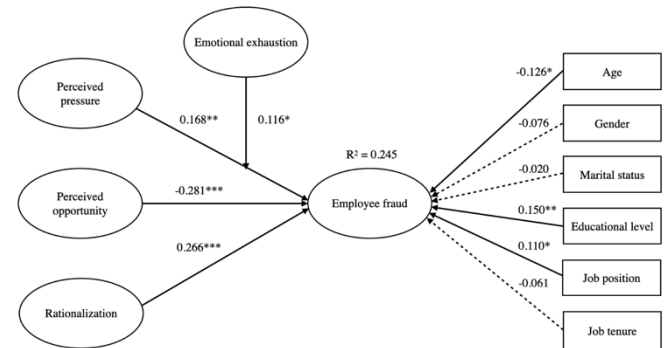 Emotional exhaustion
Perceived
pressure
0.168**
0.116*
R² = 0.245
Perceived
opportunity
-0.281***
Employee fraud
0.266***
Rationalization
-0.126*
Age
-0.076
Gender
-0.020
Marital status
0.150**
Educational level
0.110*
Job position
-0.061
Job tenure